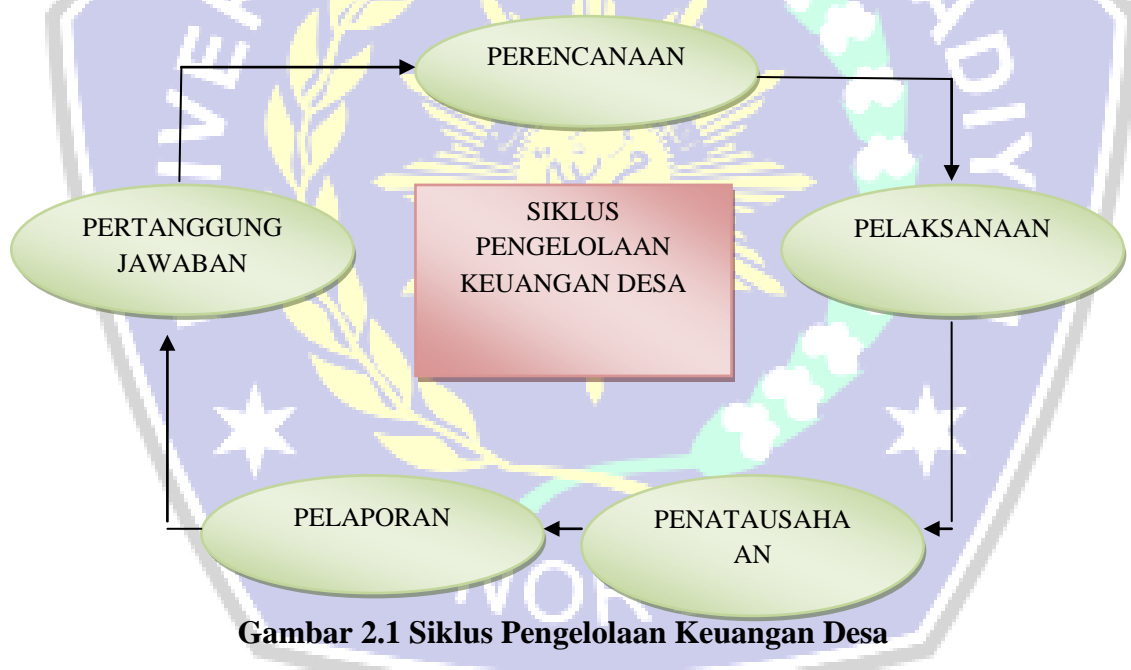 PERENCANAAN
PERTANGGUNG
JAWABAN
SIKLUS
PENGELOLAAN
KEUANGAN DESA
PELAKSANAAN
PELAPORAN
PENATAUSAHA
AN
Gambar 2.1 Siklus Pengelolaan Keuangan Desa